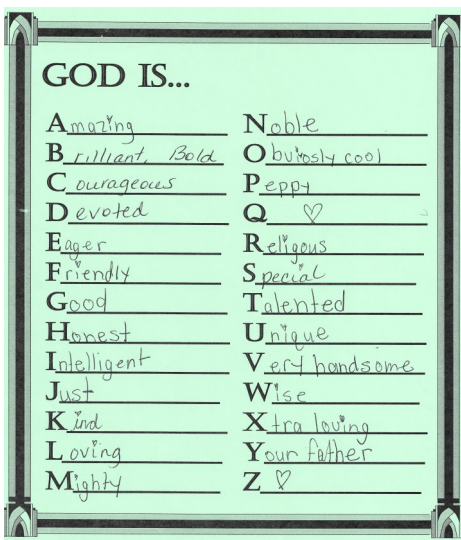 GOD IS...
Amazing
Brilliant, Bold
Courageous
Devoted
Eager
Friendly
Good
Honest
Intelligent
Just
Kind
Loving
Mighty
Noble
Obviosly cool
Peppy
Q ♡
Religous
Special
Talented
Unique
Very handsome
Wise
Xtra loving
Your father
Z ♡